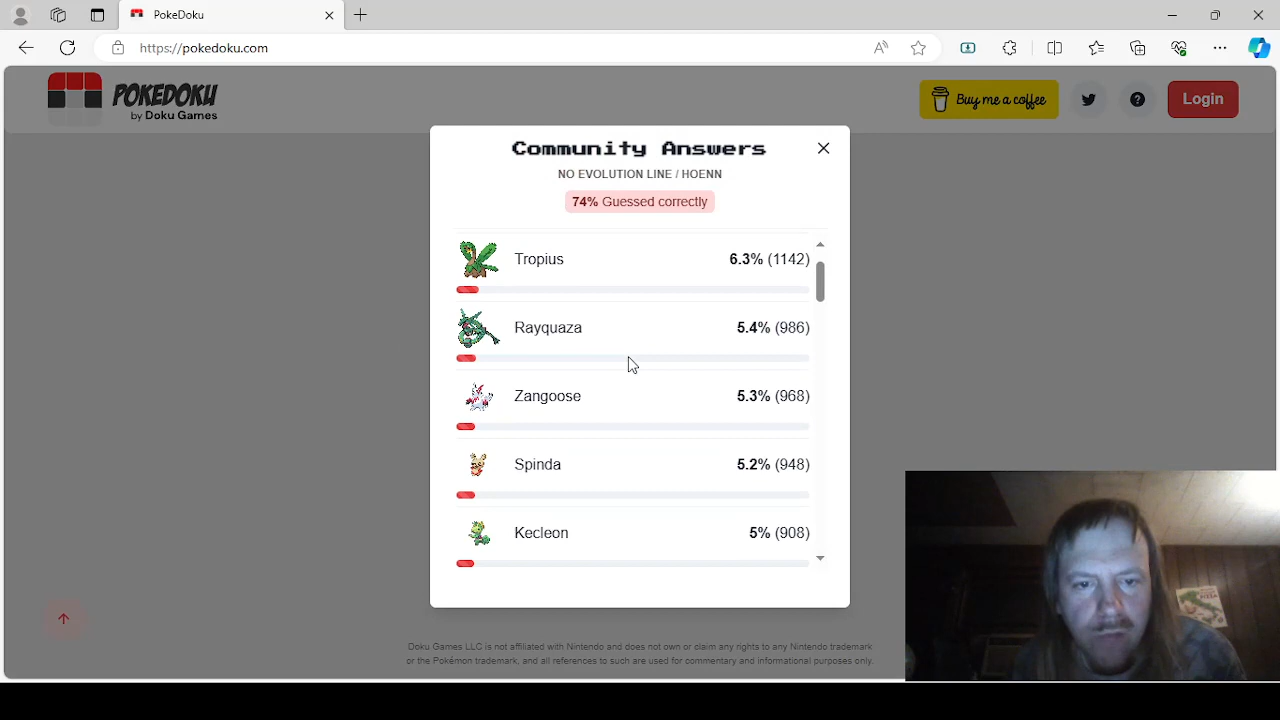 PokeDoku
https://pokedoku.com
POKEDOKU
by Doku Games
Buy me a coffee
Login
Community Answers
NO EVOLUTION LINE / HOENN
74% Guessed correctly
Tropius 6.3% (1142)
Rayquaza 5.4% (986)
Zangoose 5.3% (968)
Spinda 5.2% (948)
Kecleon 5% (908)
Doku Games LLC is not affiliated with Nintendo and does not own or claim any rights to any Nintendo trademark
or the Pokémon trademark, and all references to such are used for commentary and informational purposes only.